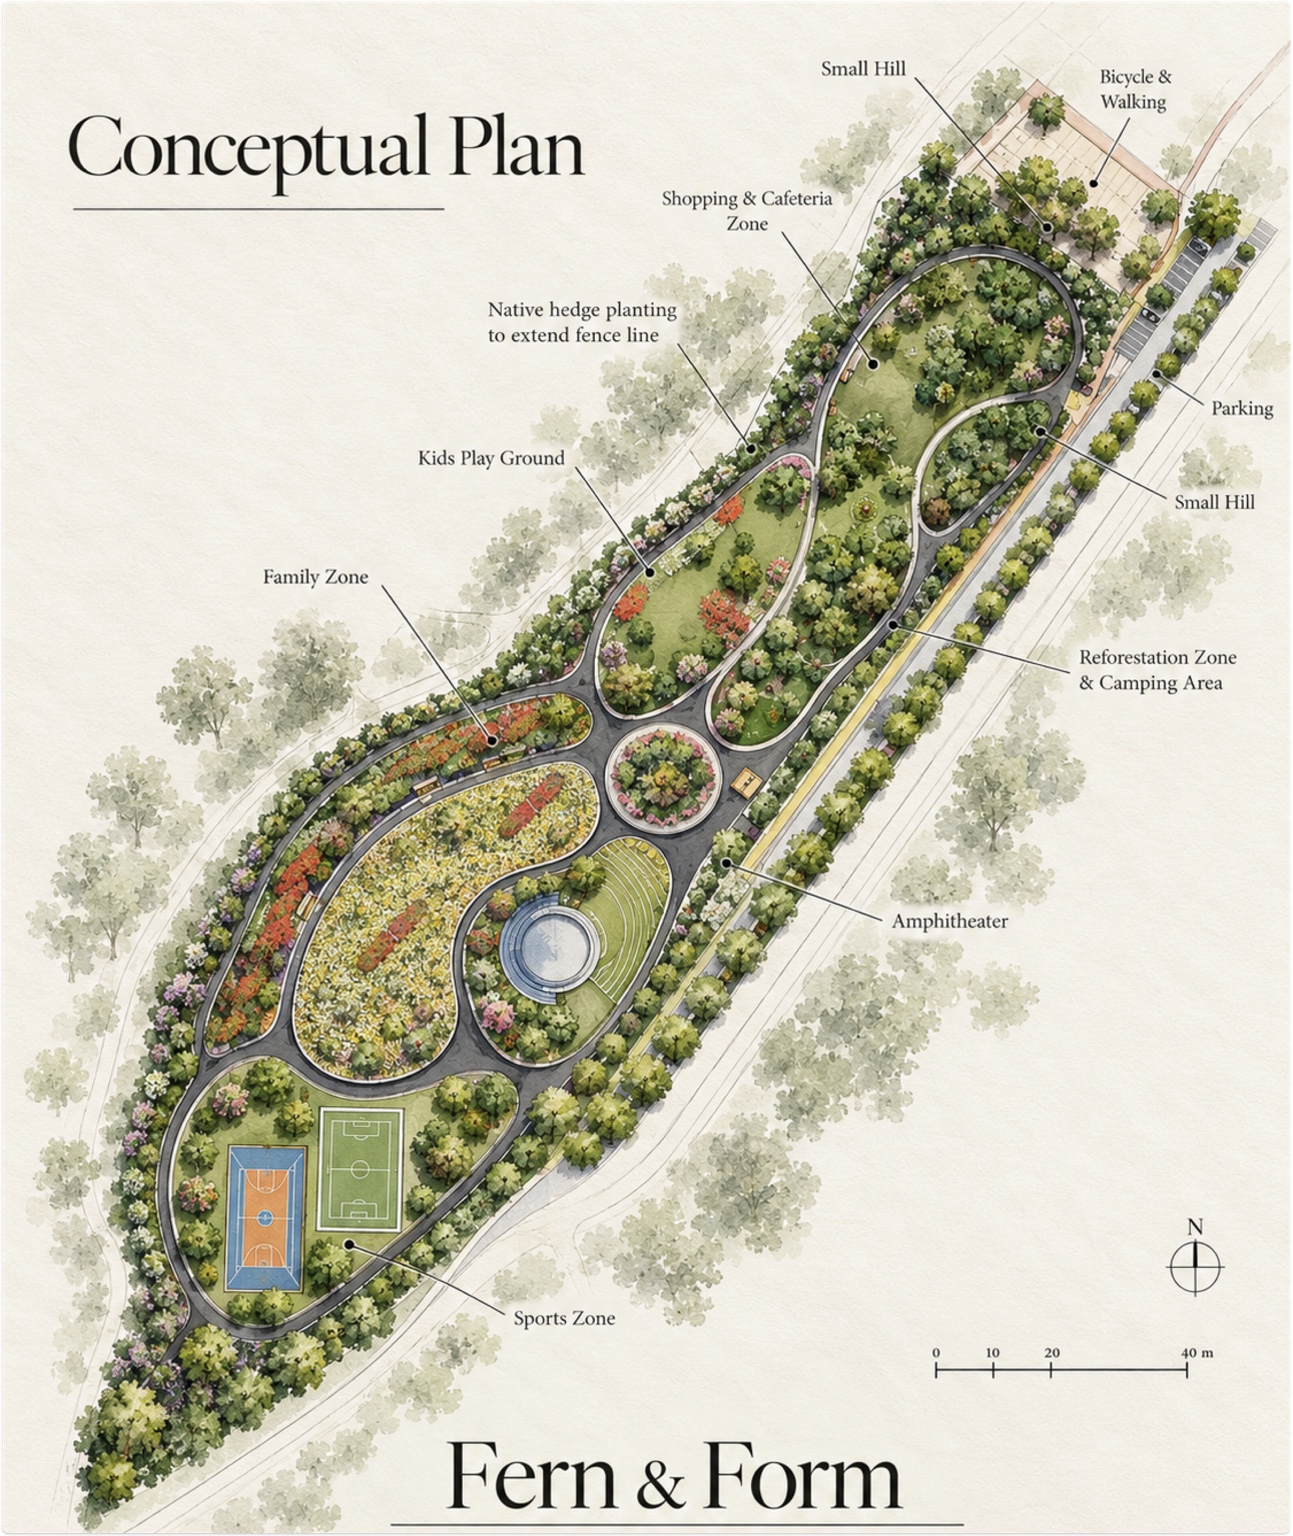 Small Hill
Bicycle &
Walking
Conceptual Plan
Shopping & Cafeteria
Zone
Native hedge planting
to extend fence line
Parking
Kids Play Ground
Small Hill
Family Zone
Reforestation Zone
& Camping Area
Amphitheater
N
Sports Zone
0 10 20 40 m
Fern & Form